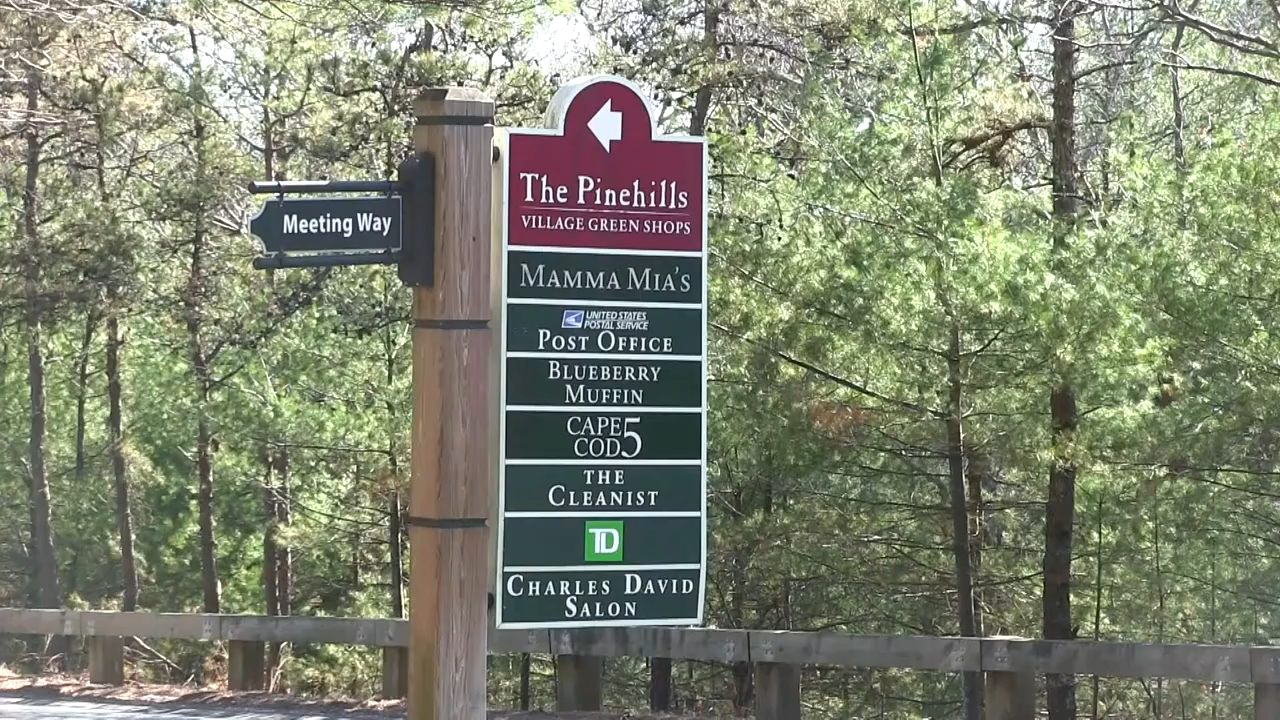 Meeting Way
The Pinehills
VILLAGE GREEN SHOPS
MAMMA MIA'S
UNITED STATES
POSTAL SERVICE
POST OFFICE
BLUEBERRY
MUFFIN
CAPE
COD5
THE
CLEANIST
TD
CHARLES DAVID
SALON